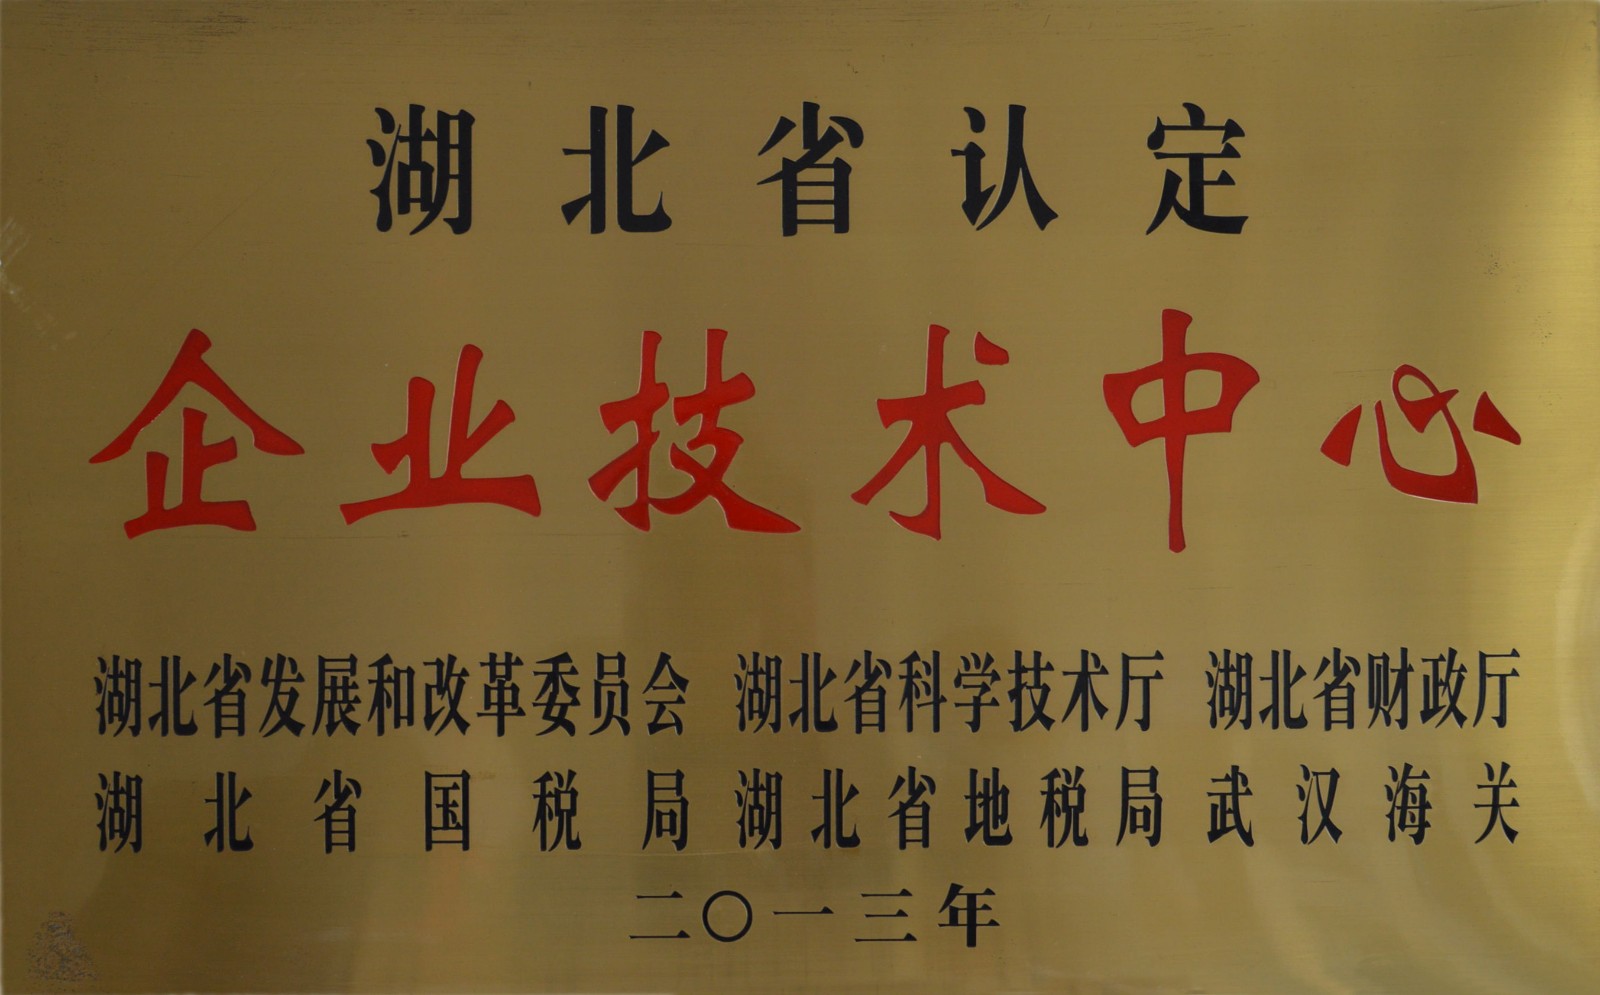 湖北省认定
企业技术中心
湖北省发展和改革委员会 湖北省科学技术厅 湖北省财政厅
湖北省国税局 湖北省地税局 武汉海关
二〇一三年